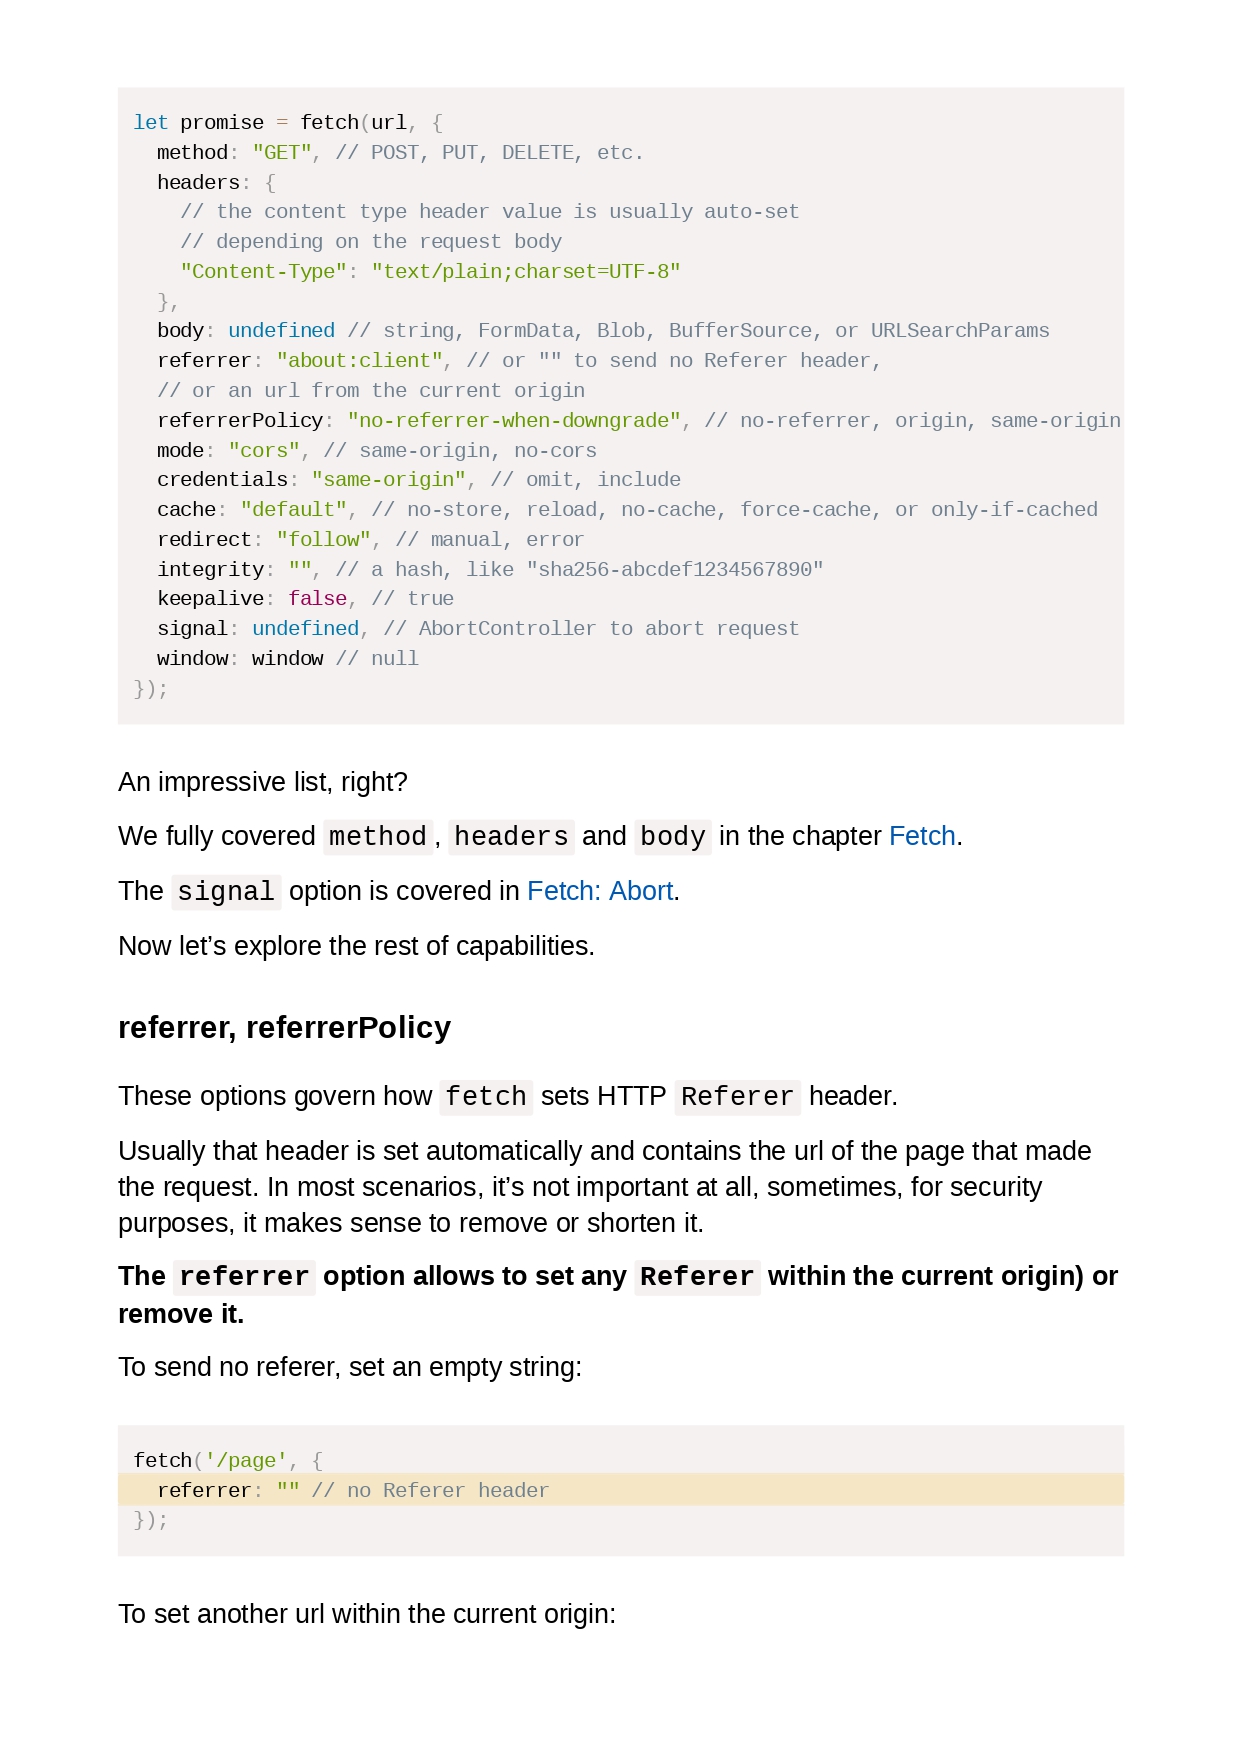 let promise = fetch(url, {
  method: "GET", // POST, PUT, DELETE, etc.
  headers: {
    // the content type header value is usually auto-set
    // depending on the request body
    "Content-Type": "text/plain;charset=UTF-8"
  },
  body: undefined // string, FormData, Blob, BufferSource, or URLSearchParams
  referrer: "about:client", // or "" to send no Referer header,
  // or an url from the current origin
  referrerPolicy: "no-referrer-when-downgrade", // no-referrer, origin, same-origin
  mode: "cors", // same-origin, no-cors
  credentials: "same-origin", // omit, include
  cache: "default", // no-store, reload, no-cache, force-cache, or only-if-cached
  redirect: "follow", // manual, error
  integrity: "", // a hash, like "sha256-abcdef1234567890"
  keepalive: false, // true
  signal: undefined, // AbortController to abort request
  window: window // null
});
An impressive list, right?
We fully covered method, headers and body in the chapter Fetch.
The signal option is covered in Fetch: Abort.
Now let’s explore the rest of capabilities.
referrer, referrerPolicy
These options govern how fetch sets HTTP Referer header.
Usually that header is set automatically and contains the url of the page that made
the request. In most scenarios, it’s not important at all, sometimes, for security
purposes, it makes sense to remove or shorten it.
The referrer option allows to set any Referer within the current origin) or
remove it.
To send no referer, set an empty string:
fetch('/page', {
  referrer: "" // no Referer header
});
To set another url within the current origin: